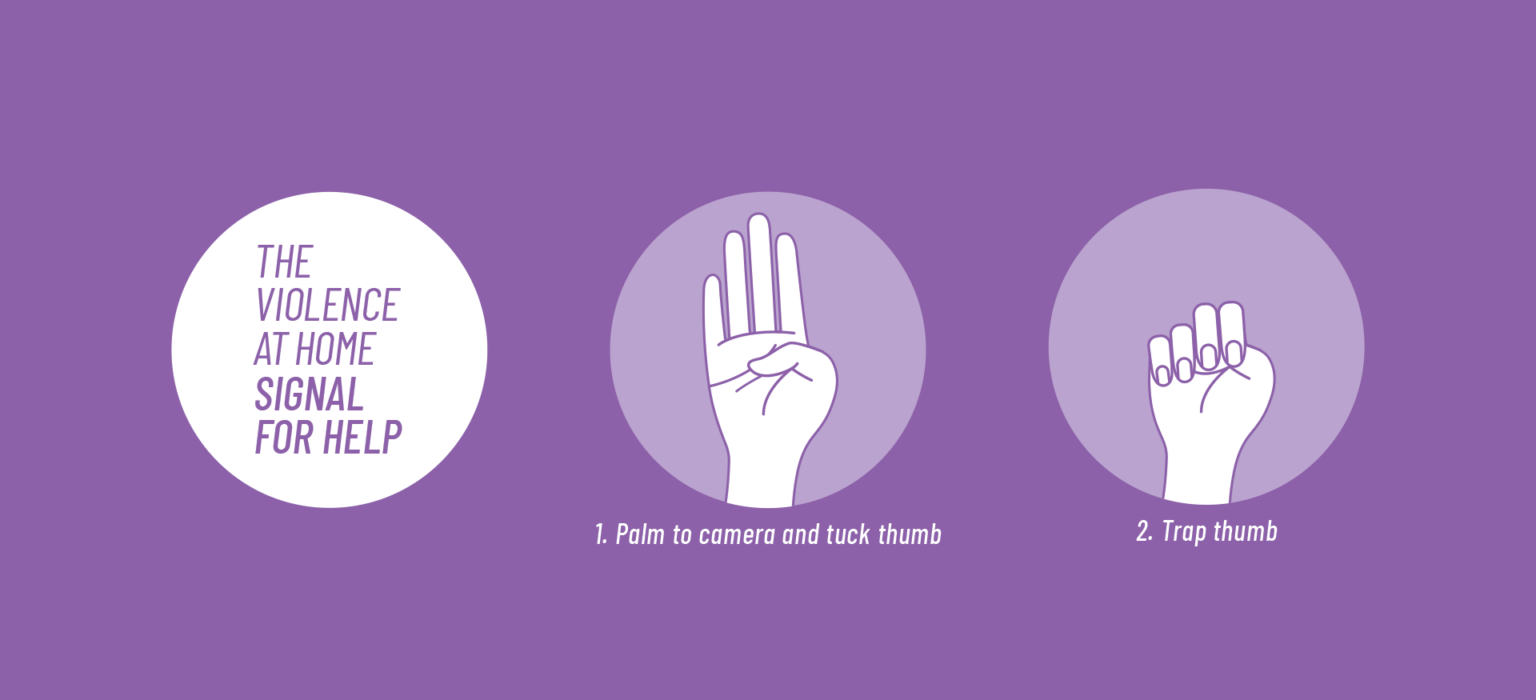 THE
VIOLENCE
AT HOME
SIGNAL
FOR HELP
1. Palm to camera and tuck thumb
2. Trap thumb